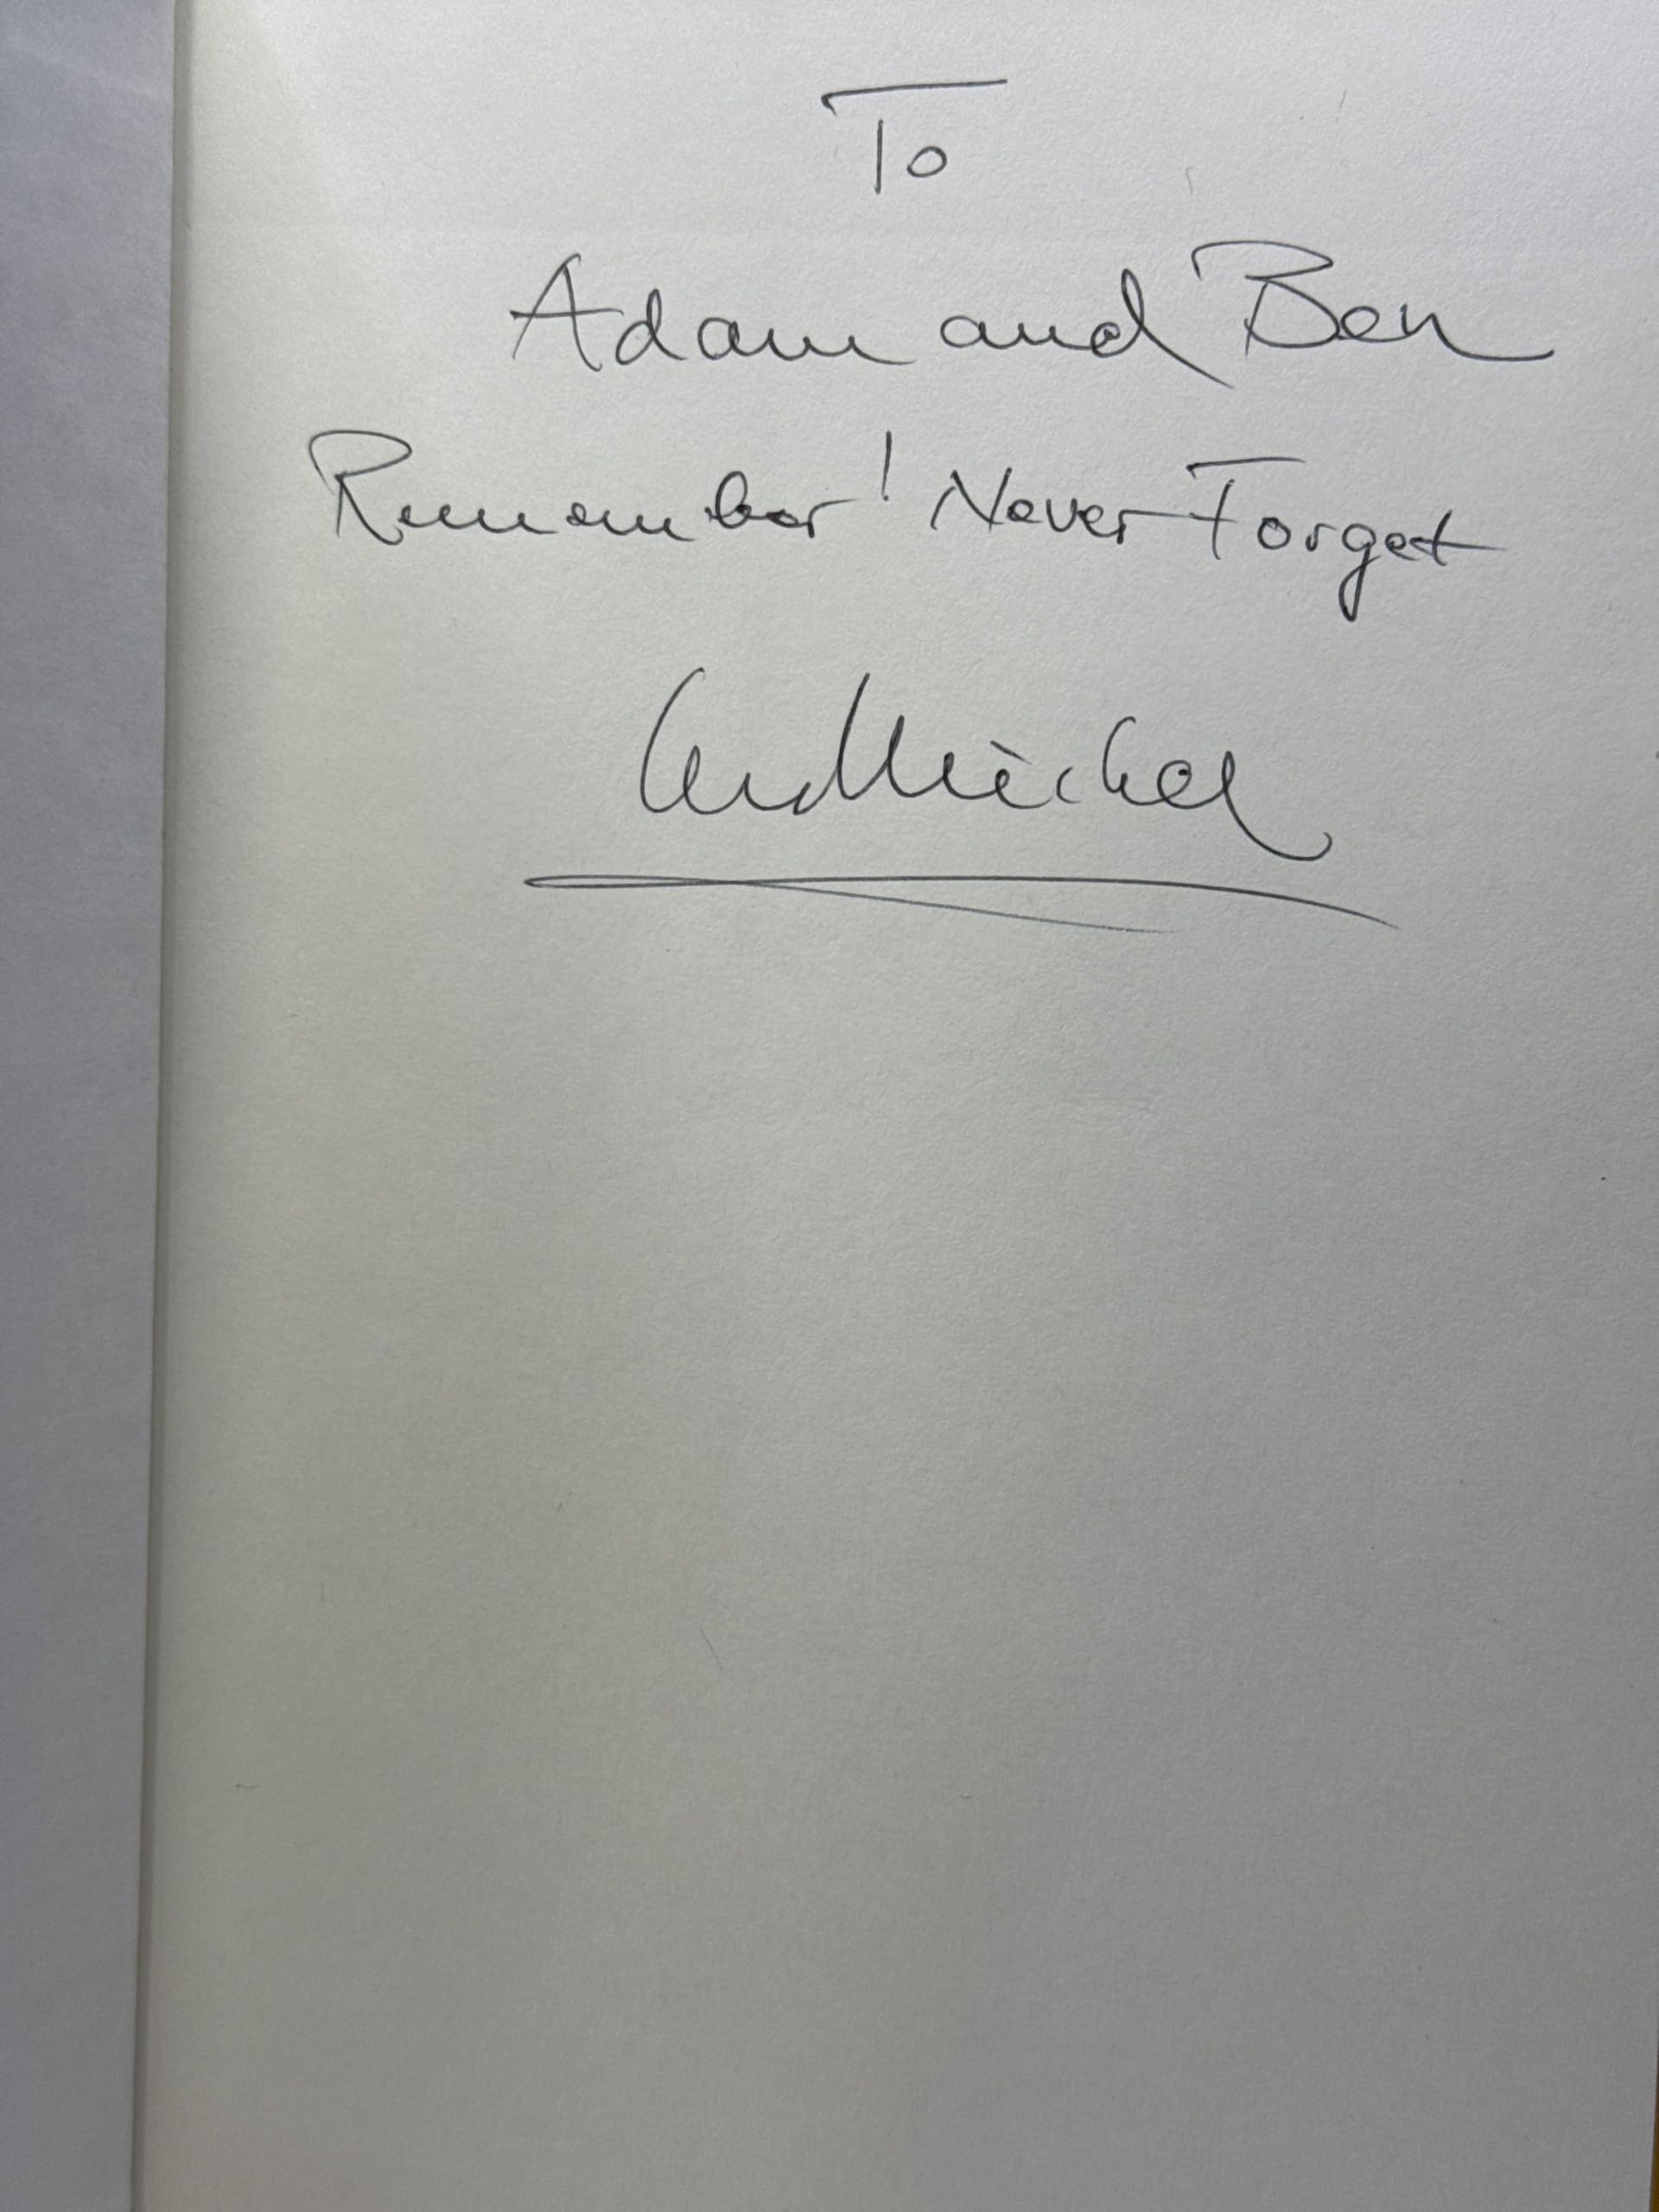 To
Adam and Ben
Remember! Never Forget